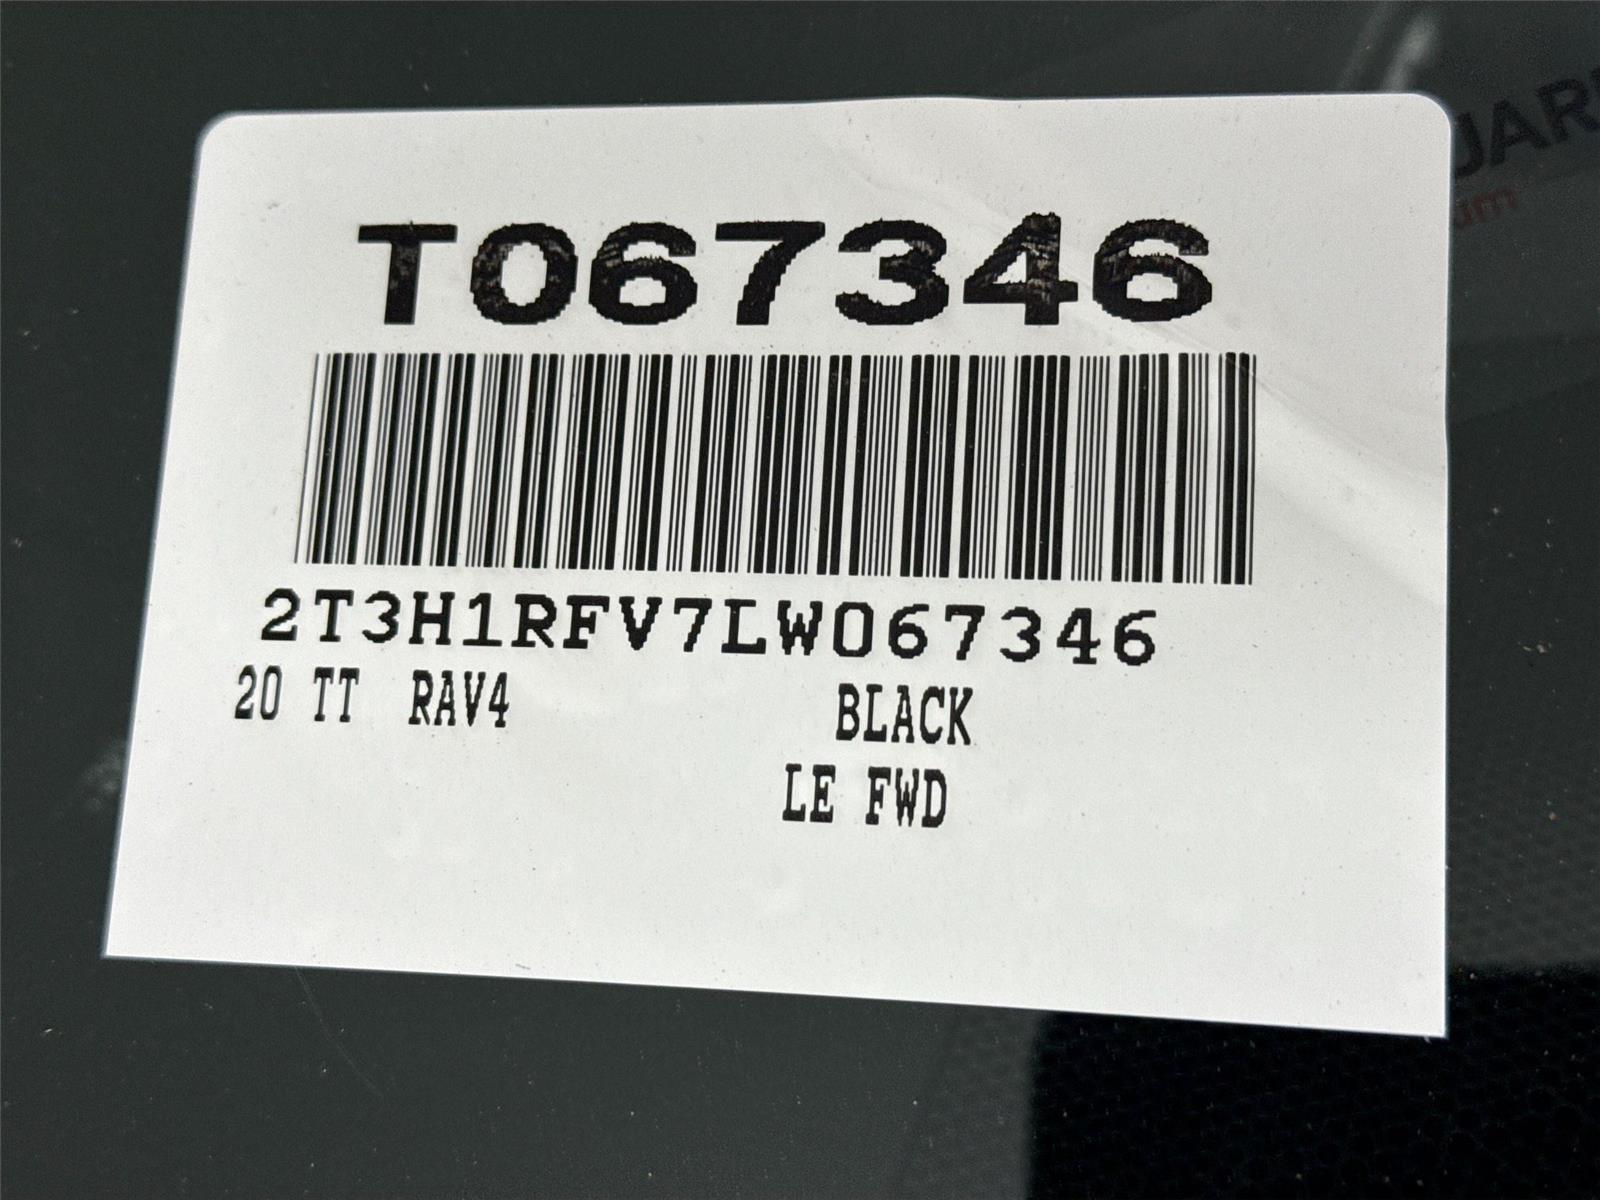 T067346
2T3H1RFV7LW067346
20 TT RAV4 BLACK
LE FWD